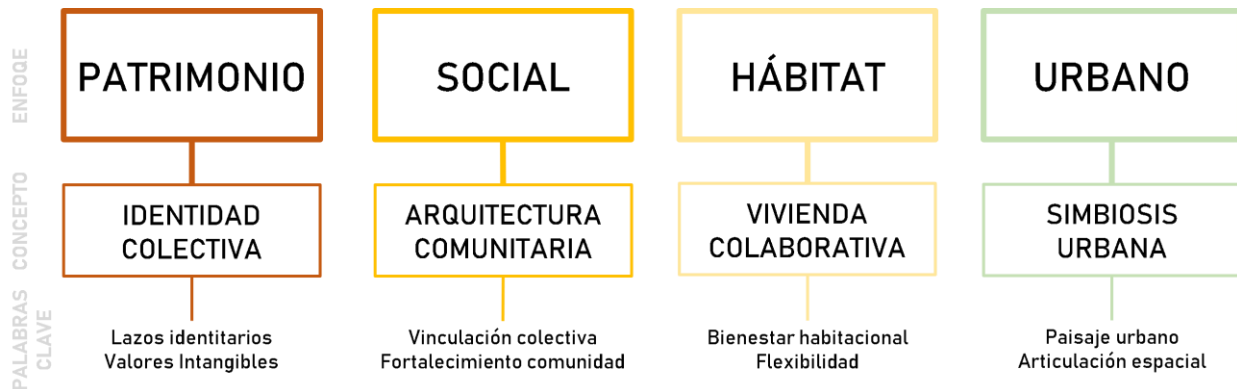 ENFOQE
PATRIMONIO
SOCIAL
HÁBITAT
URBANO
CONCEPTO
IDENTIDAD
COLECTIVA
ARQUITECTURA
COMUNITARIA
VIVIENDA
COLABORATIVA
SIMBIOSIS
URBANA
PALABRAS
CLAVE
Lazos identitarios
Valores Intangibles
Vinculación colectiva
Fortalecimiento comunidad
Bienestar habitacional
Flexibilidad
Paisaje urbano
Articulación espacial